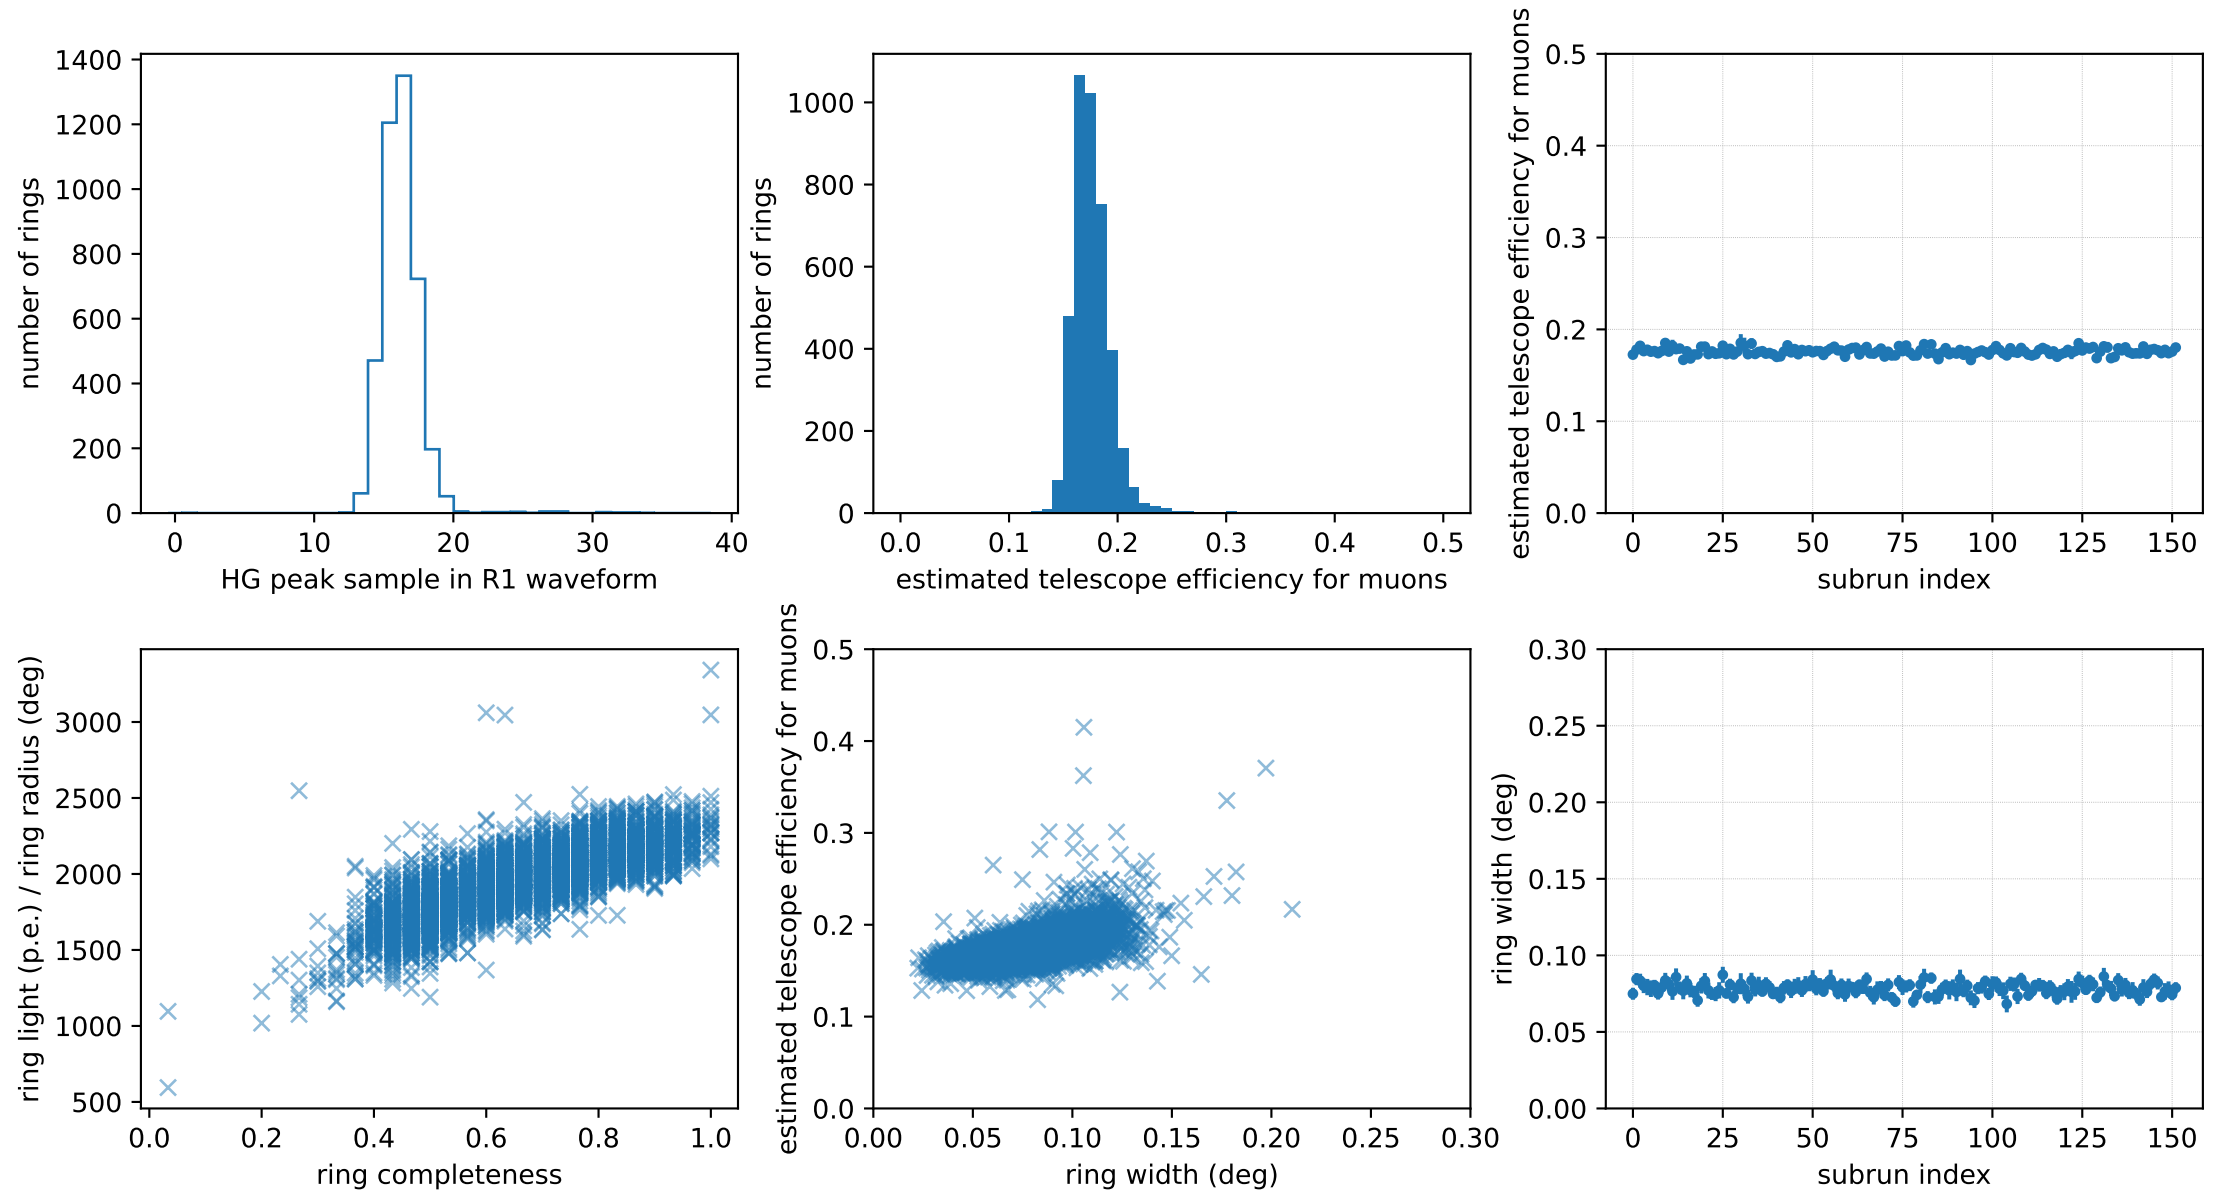 number of rings
1400
1200
1000
800
600
400
200
0
0 10 20 30 40
HG peak sample in R1 waveform
number of rings
1000
800
600
400
200
0
0.0 0.1 0.2 0.3 0.4 0.5
estimated telescope efficiency for muons
estimated telescope efficiency for muons
0.5
0.4
0.3
0.2
0.1
0.0
0 25 50 75 100 125 150
subrun index
ring light (p.e.) / ring radius (deg)
3000
2500
2000
1500
1000
500
0.0 0.2 0.4 0.6 0.8 1.0
ring completeness
estimated telescope efficiency for muons
0.5
0.4
0.3
0.2
0.1
0.0
0.00 0.05 0.10 0.15 0.20 0.25 0.30
ring width (deg)
ring width (deg)
0.30
0.25
0.20
0.15
0.10
0.05
0.00
0 25 50 75 100 125 150
subrun index